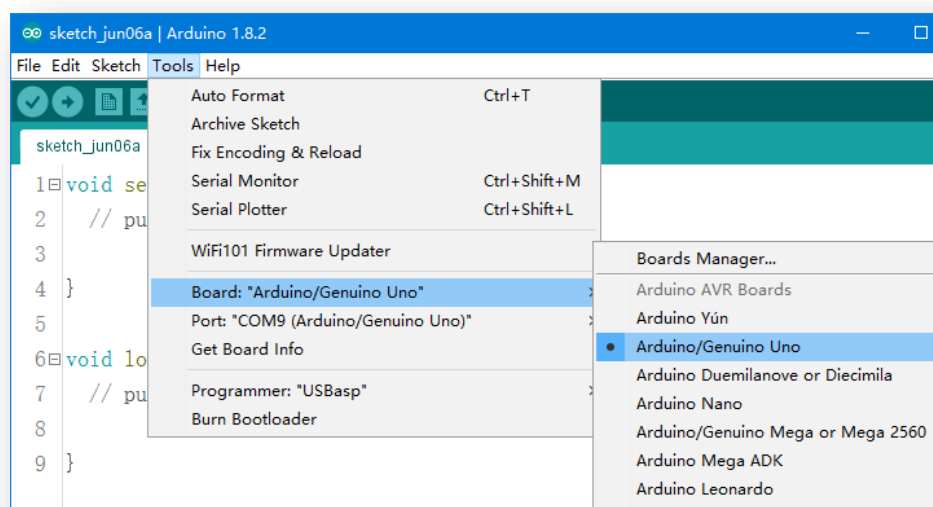 sketch_jun06a | Arduino 1.8.2
File Edit Sketch Tools Help
sketch_jun06a
1 void se
2 // pu
3
4 }
5
6 void lo
7 // pu
8
9 }
Auto Format Ctrl+T
Archive Sketch
Fix Encoding & Reload
Serial Monitor Ctrl+Shift+M
Serial Plotter Ctrl+Shift+L
WiFi101 Firmware Updater
Board: "Arduino/Genuino Uno"
Port: "COM9 (Arduino/Genuino Uno)"
Get Board Info
Programmer: "USBasp"
Burn Bootloader
Boards Manager...
Arduino AVR Boards
Arduino Yún
Arduino/Genuino Uno
Arduino Duemilanove or Diecimila
Arduino Nano
Arduino/Genuino Mega or Mega 2560
Arduino Mega ADK
Arduino Leonardo